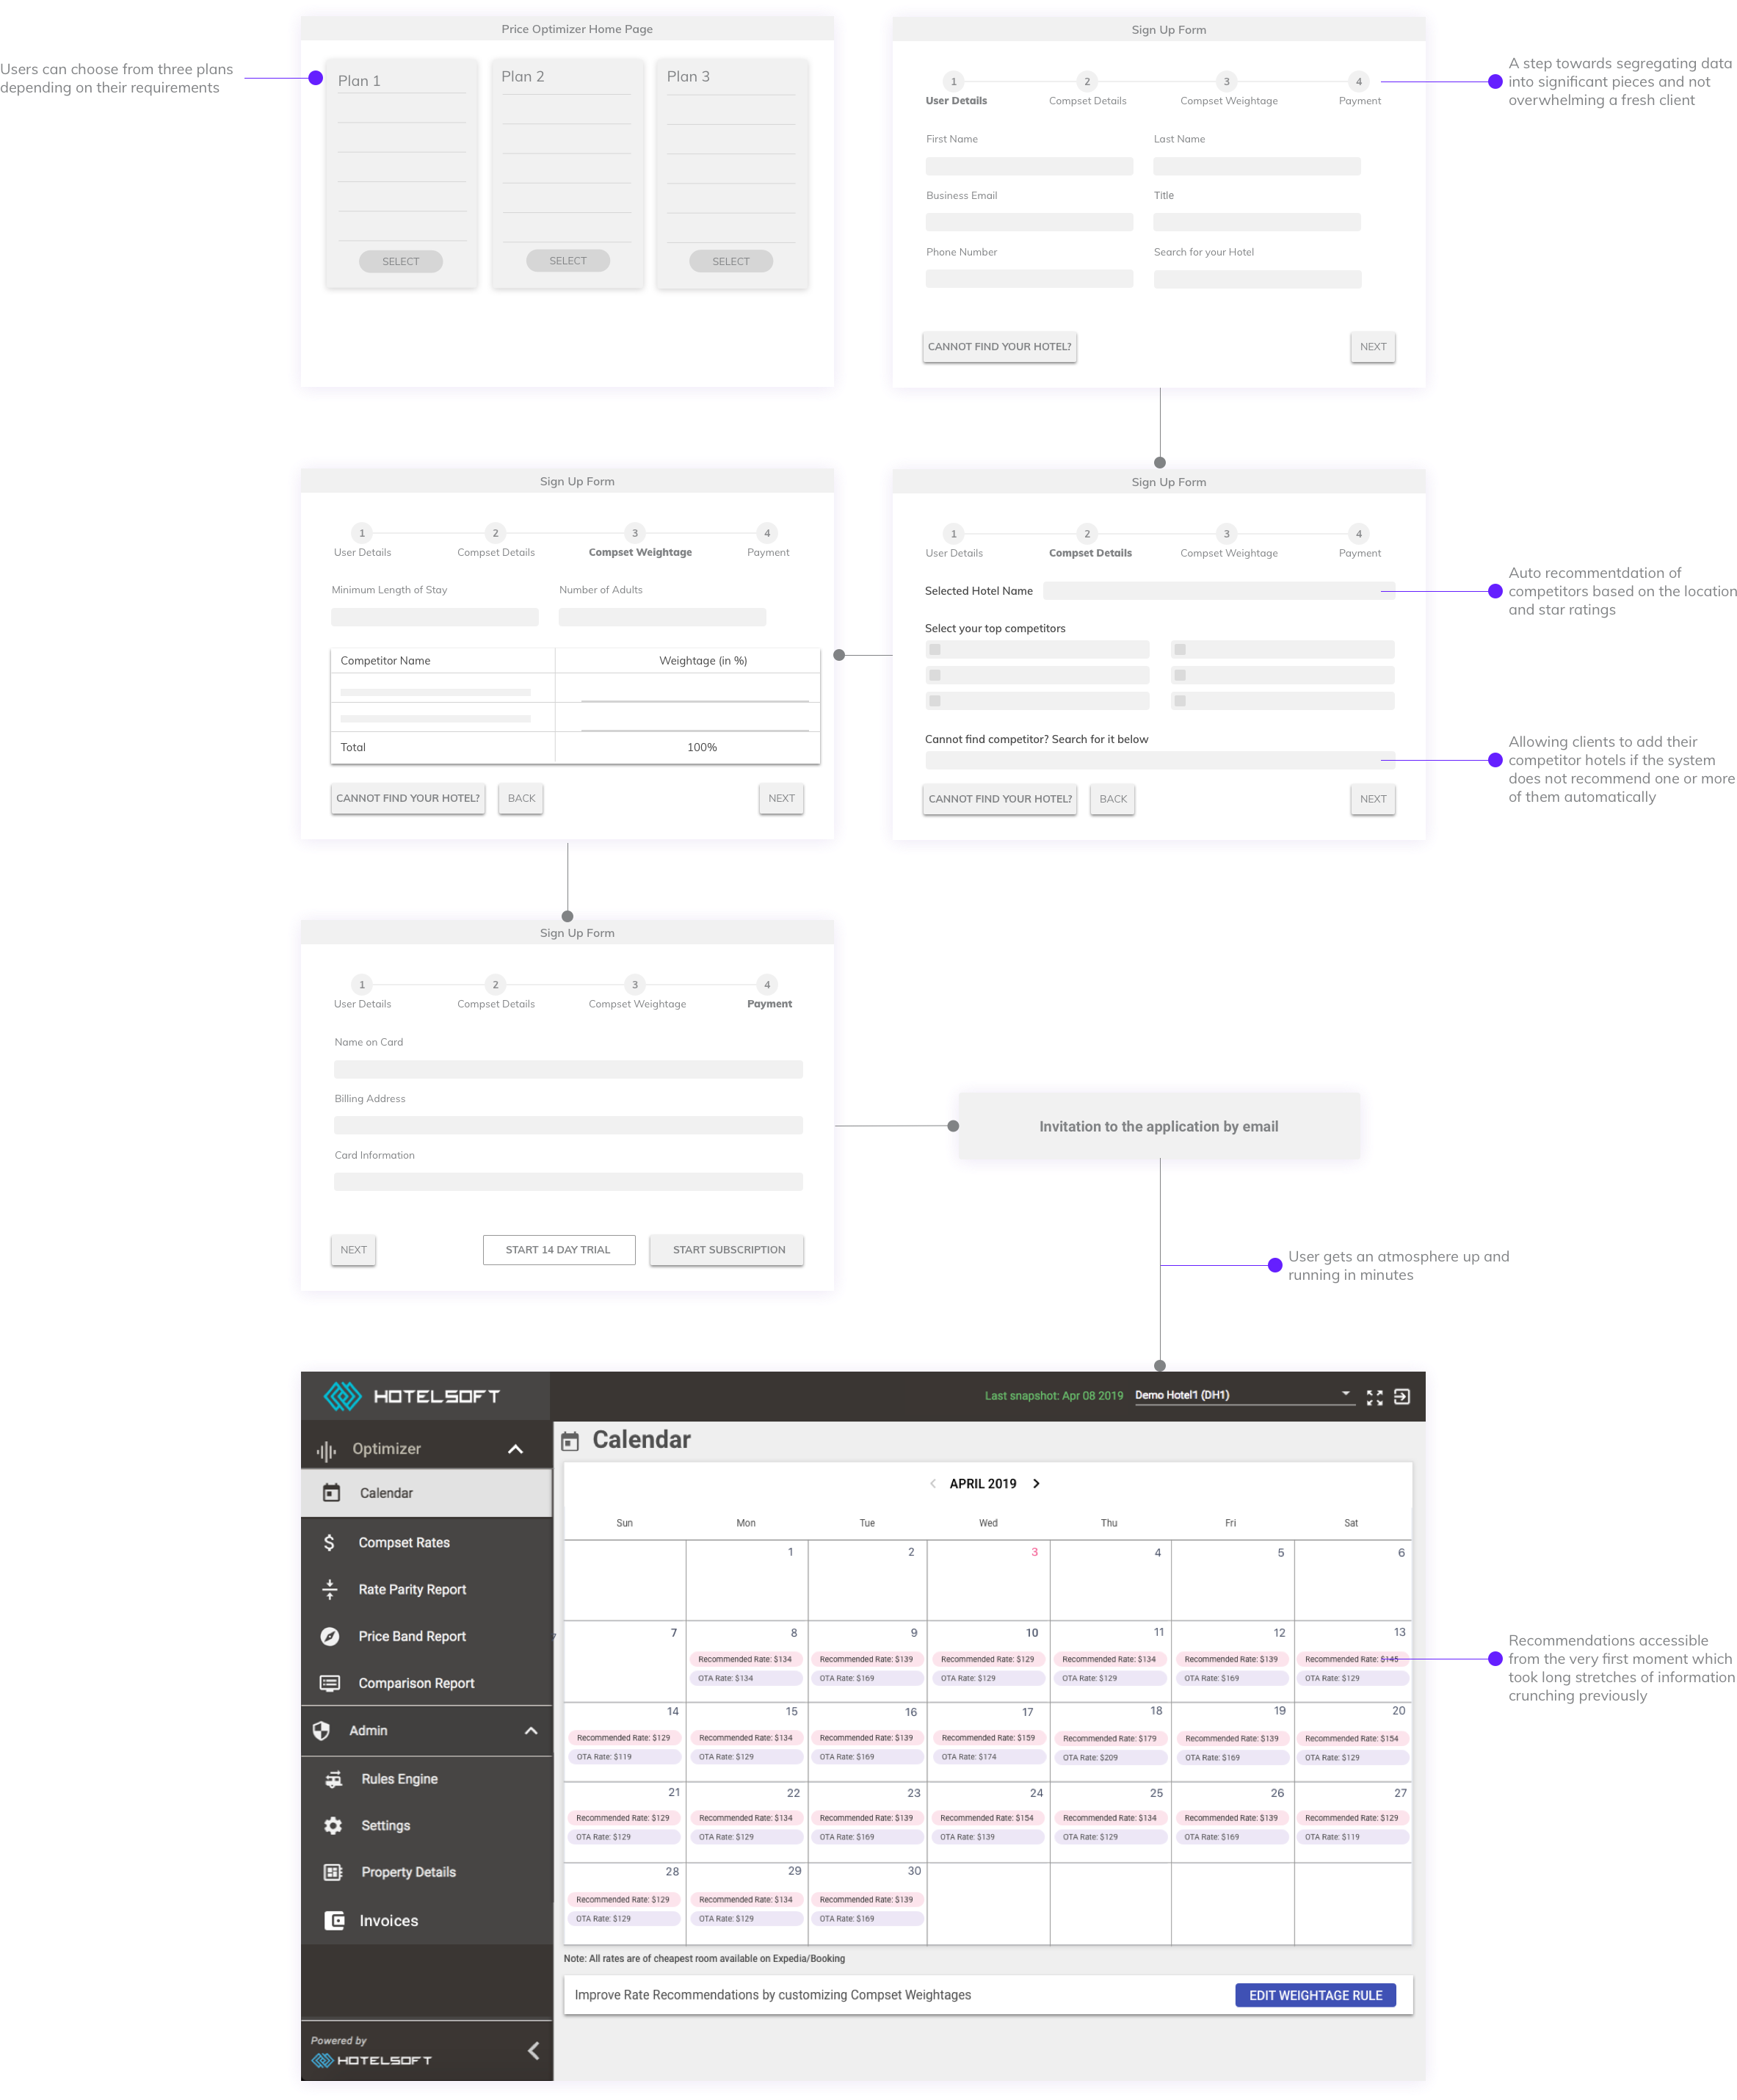 Price Optimizer Home Page
Users can choose from three plans
depending on their requirements
Plan 1
Plan 2
Plan 3
SELECT
SELECT
SELECT
Sign Up Form
1
2
3
4
User Details
Compset Details
Compset Weightage
Payment
A step towards segregating data
into significant pieces and not
overwhelming a fresh client
First Name
Last Name
Business Email
Title
Phone Number
Search for your Hotel
CANNOT FIND YOUR HOTEL?
NEXT
Sign Up Form
1
2
3
4
User Details
Compset Details
Compset Weightage
Payment
Selected Hotel Name
Auto recommentdation of
competitors based on the location
and star ratings
Select your top competitors
Cannot find competitor? Search for it below
Allowing clients to add their
competitor hotels if the system
does not recommend one or more
of them automatically
CANNOT FIND YOUR HOTEL?
BACK
NEXT
Sign Up Form
1
2
3
4
User Details
Compset Details
Compset Weightage
Payment
Minimum Length of Stay
Number of Adults
Competitor Name
Weightage (in %)
Total
100%
CANNOT FIND YOUR HOTEL?
BACK
NEXT
Sign Up Form
1
2
3
4
User Details
Compset Details
Compset Weightage
Payment
Name on Card
Billing Address
Card Information
NEXT
START 14 DAY TRIAL
START SUBSCRIPTION
Invitation to the application by email
User gets an atmosphere up and
running in minutes
HOTELSOFT
Last snapshot: Apr 08 2019
Demo Hotel1 (DH1)
Optimizer
Calendar
Compset Rates
Rate Parity Report
Price Band Report
Comparison Report
Admin
Rules Engine
Settings
Property Details
Invoices
Powered by
HOTELSOFT
Calendar
APRIL 2019
Sun Mon Tue Wed Thu Fri Sat
1 2 3 4 5 6
7 8 9 10 11 12 13
Recommended Rate: $134 Recommended Rate: $139 Recommended Rate: $129 Recommended Rate: $134 Recommended Rate: $139 Recommended Rate: $145
OTA Rate: $134 OTA Rate: $169 OTA Rate: $129 OTA Rate: $129 OTA Rate: $169 OTA Rate: $129
Recommendations accessible
from the very first moment which
took long stretches of information
crunching previously
14 15 16 17 18 19 20
Recommended Rate: $129 Recommended Rate: $134 Recommended Rate: $139 Recommended Rate: $159 Recommended Rate: $179 Recommended Rate: $139 Recommended Rate: $154
OTA Rate: $119 OTA Rate: $129 OTA Rate: $169 OTA Rate: $174 OTA Rate: $209 OTA Rate: $169 OTA Rate: $129
21 22 23 24 25 26 27
Recommended Rate: $129 Recommended Rate: $134 Recommended Rate: $139 Recommended Rate: $154 Recommended Rate: $134 Recommended Rate: $139 Recommended Rate: $129
OTA Rate: $129 OTA Rate: $129 OTA Rate: $169 OTA Rate: $139 OTA Rate: $129 OTA Rate: $169 OTA Rate: $119
28 29 30
Recommended Rate: $129 Recommended Rate: $134 Recommended Rate: $139
OTA Rate: $129 OTA Rate: $129 OTA Rate: $169
Note: All rates are of cheapest room available on Expedia/Booking
Improve Rate Recommendations by customizing Compset Weightages
EDIT WEIGHTAGE RULE